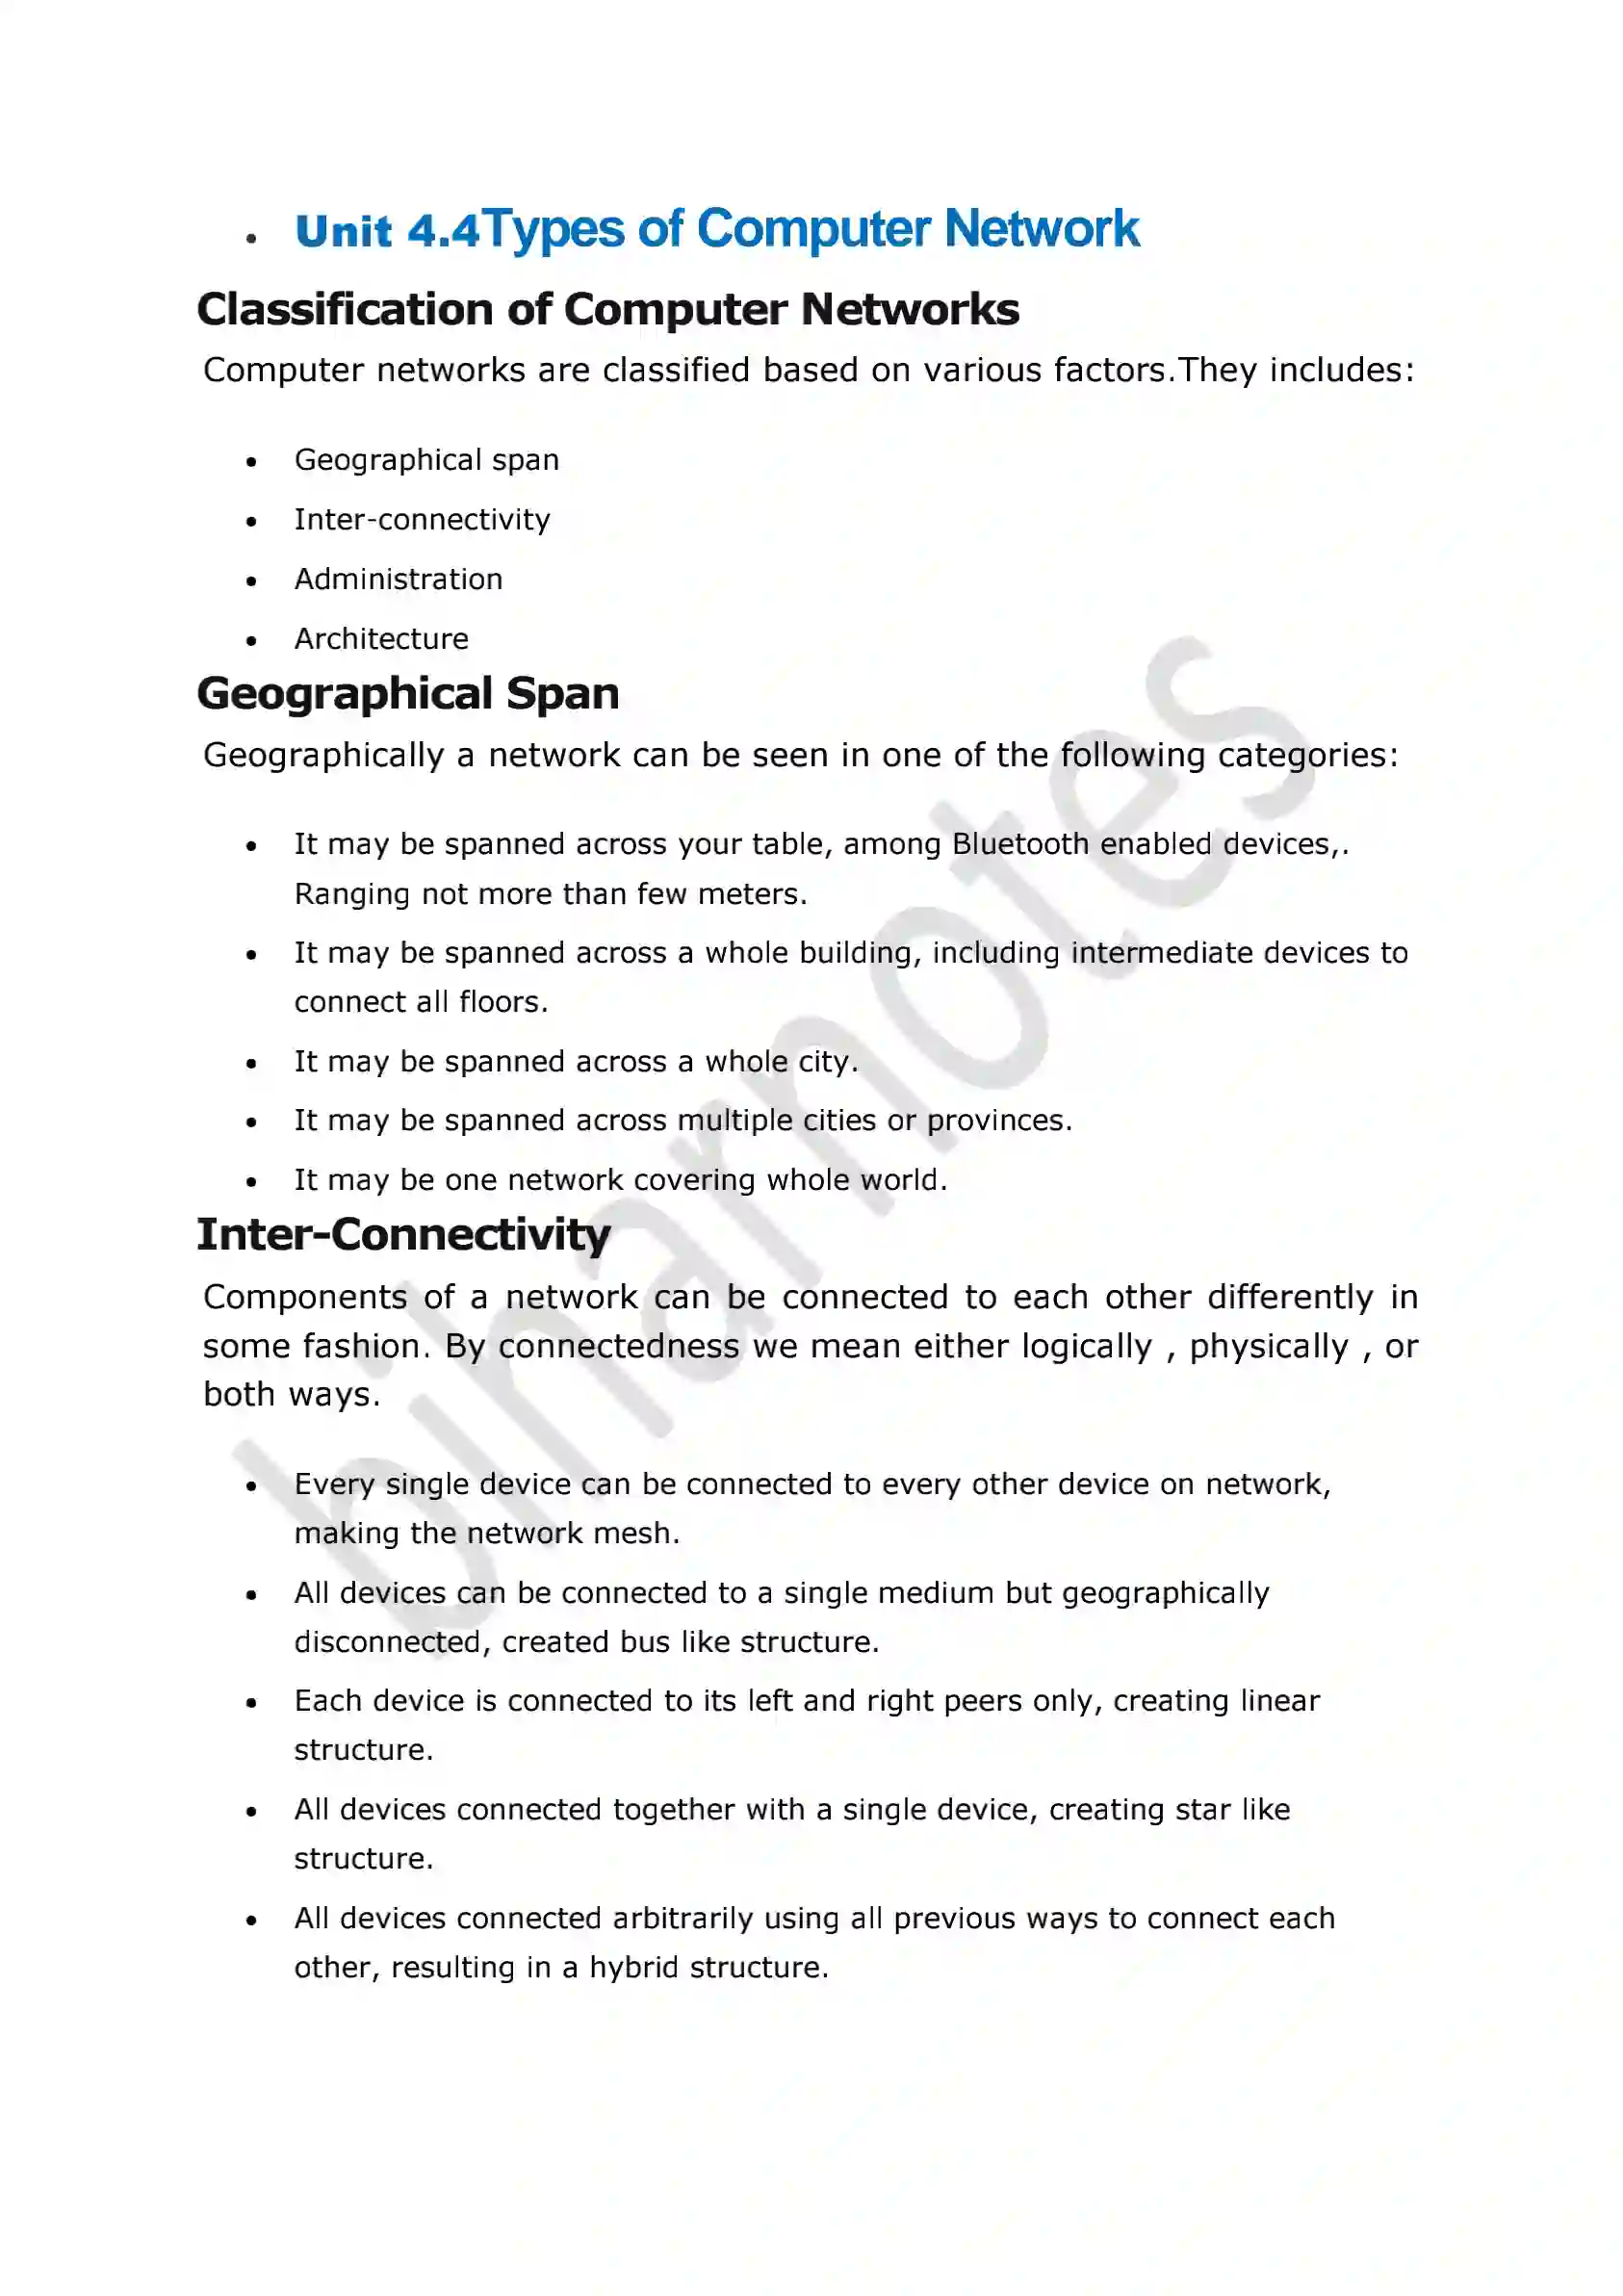 • Unit 4.4Types of Computer Network
Classification of Computer Networks
Computer networks are classified based on various factors.They includes:
• Geographical span
• Inter-connectivity
• Administration
• Architecture
Geographical Span
Geographically a network can be seen in one of the following categories:
• It may be spanned across your table, among Bluetooth enabled devices,.
Ranging not more than few meters.
• It may be spanned across a whole building, including intermediate devices to
connect all floors.
• It may be spanned across a whole city.
• It may be spanned across multiple cities or provinces.
• It may be one network covering whole world.
Inter-Connectivity
Components of a network can be connected to each other differently in
some fashion. By connectedness we mean either logically , physically , or
both ways.
• Every single device can be connected to every other device on network,
making the network mesh.
• All devices can be connected to a single medium but geographically
disconnected, created bus like structure.
• Each device is connected to its left and right peers only, creating linear
structure.
• All devices connected together with a single device, creating star like
structure.
• All devices connected arbitrarily using all previous ways to connect each
other, resulting in a hybrid structure.
biharnotes